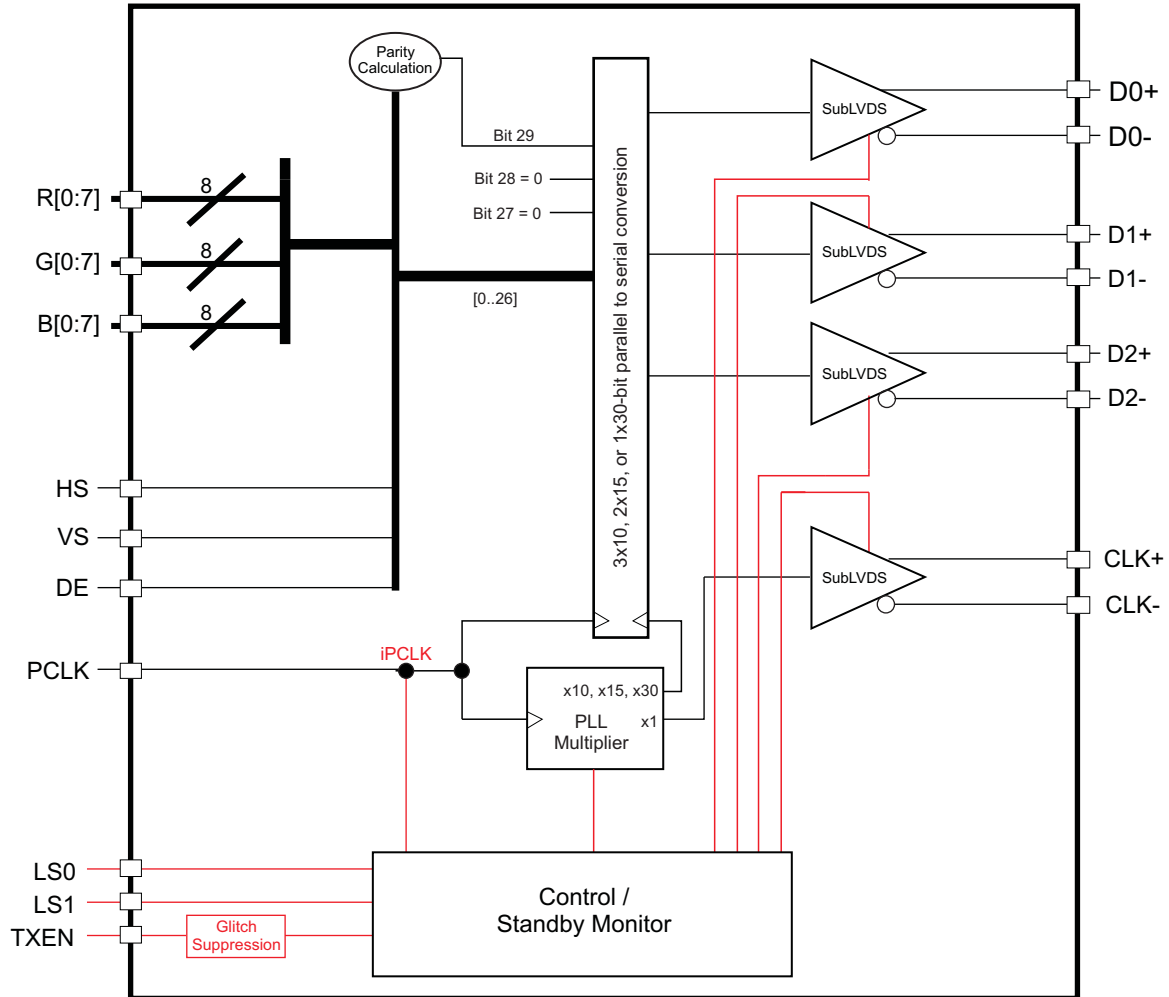 Parity
Calculation
SubLVDS
D0+
D0-
Bit 29
Bit 28 = 0
Bit 27 = 0
R[0:7]
8
G[0:7]
8
B[0:7]
8
[0..26]
3x10, 2x15, or 1x30-bit parallel to serial conversion
SubLVDS
D1+
D1-
SubLVDS
D2+
D2-
HS
VS
DE
SubLVDS
CLK+
CLK-
PCLK
iPCLK
x10, x15, x30
PLL
Multiplier
x1
LS0
LS1
TXEN
Glitch
Suppression
Control /
Standby Monitor